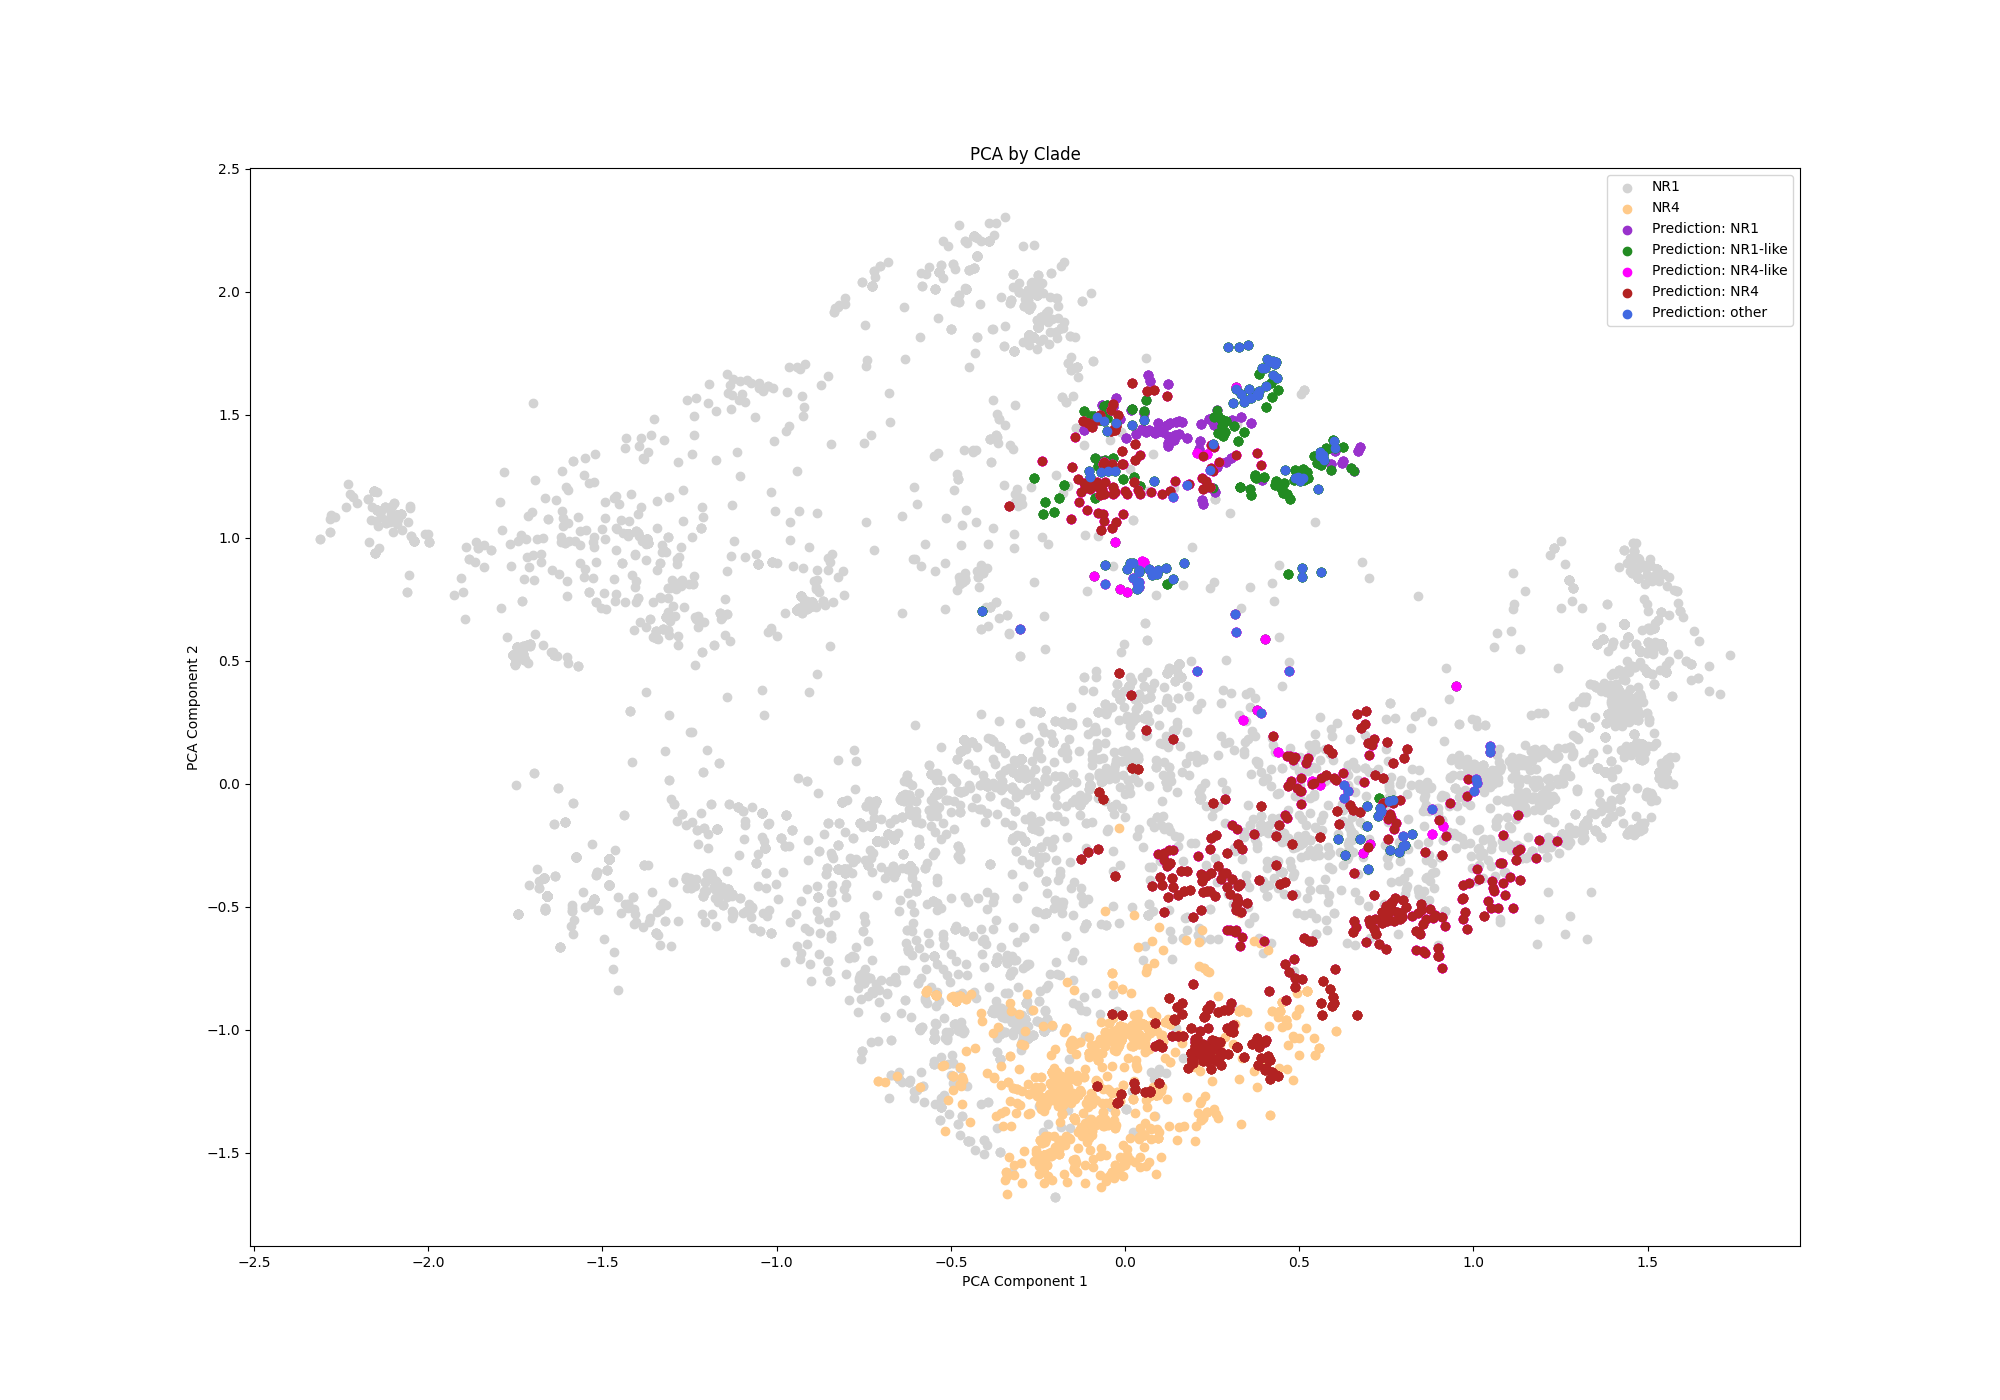 PCA by Clade
2.5
2.0
1.5
1.0
0.5
0.0
−0.5
−1.0
−1.5
PCA Component 2
−2.5
−2.0
−1.5
−1.0
−0.5
0.0
0.5
1.0
1.5
PCA Component 1
NR1
NR4
Prediction: NR1
Prediction: NR1-like
Prediction: NR4-like
Prediction: NR4
Prediction: other